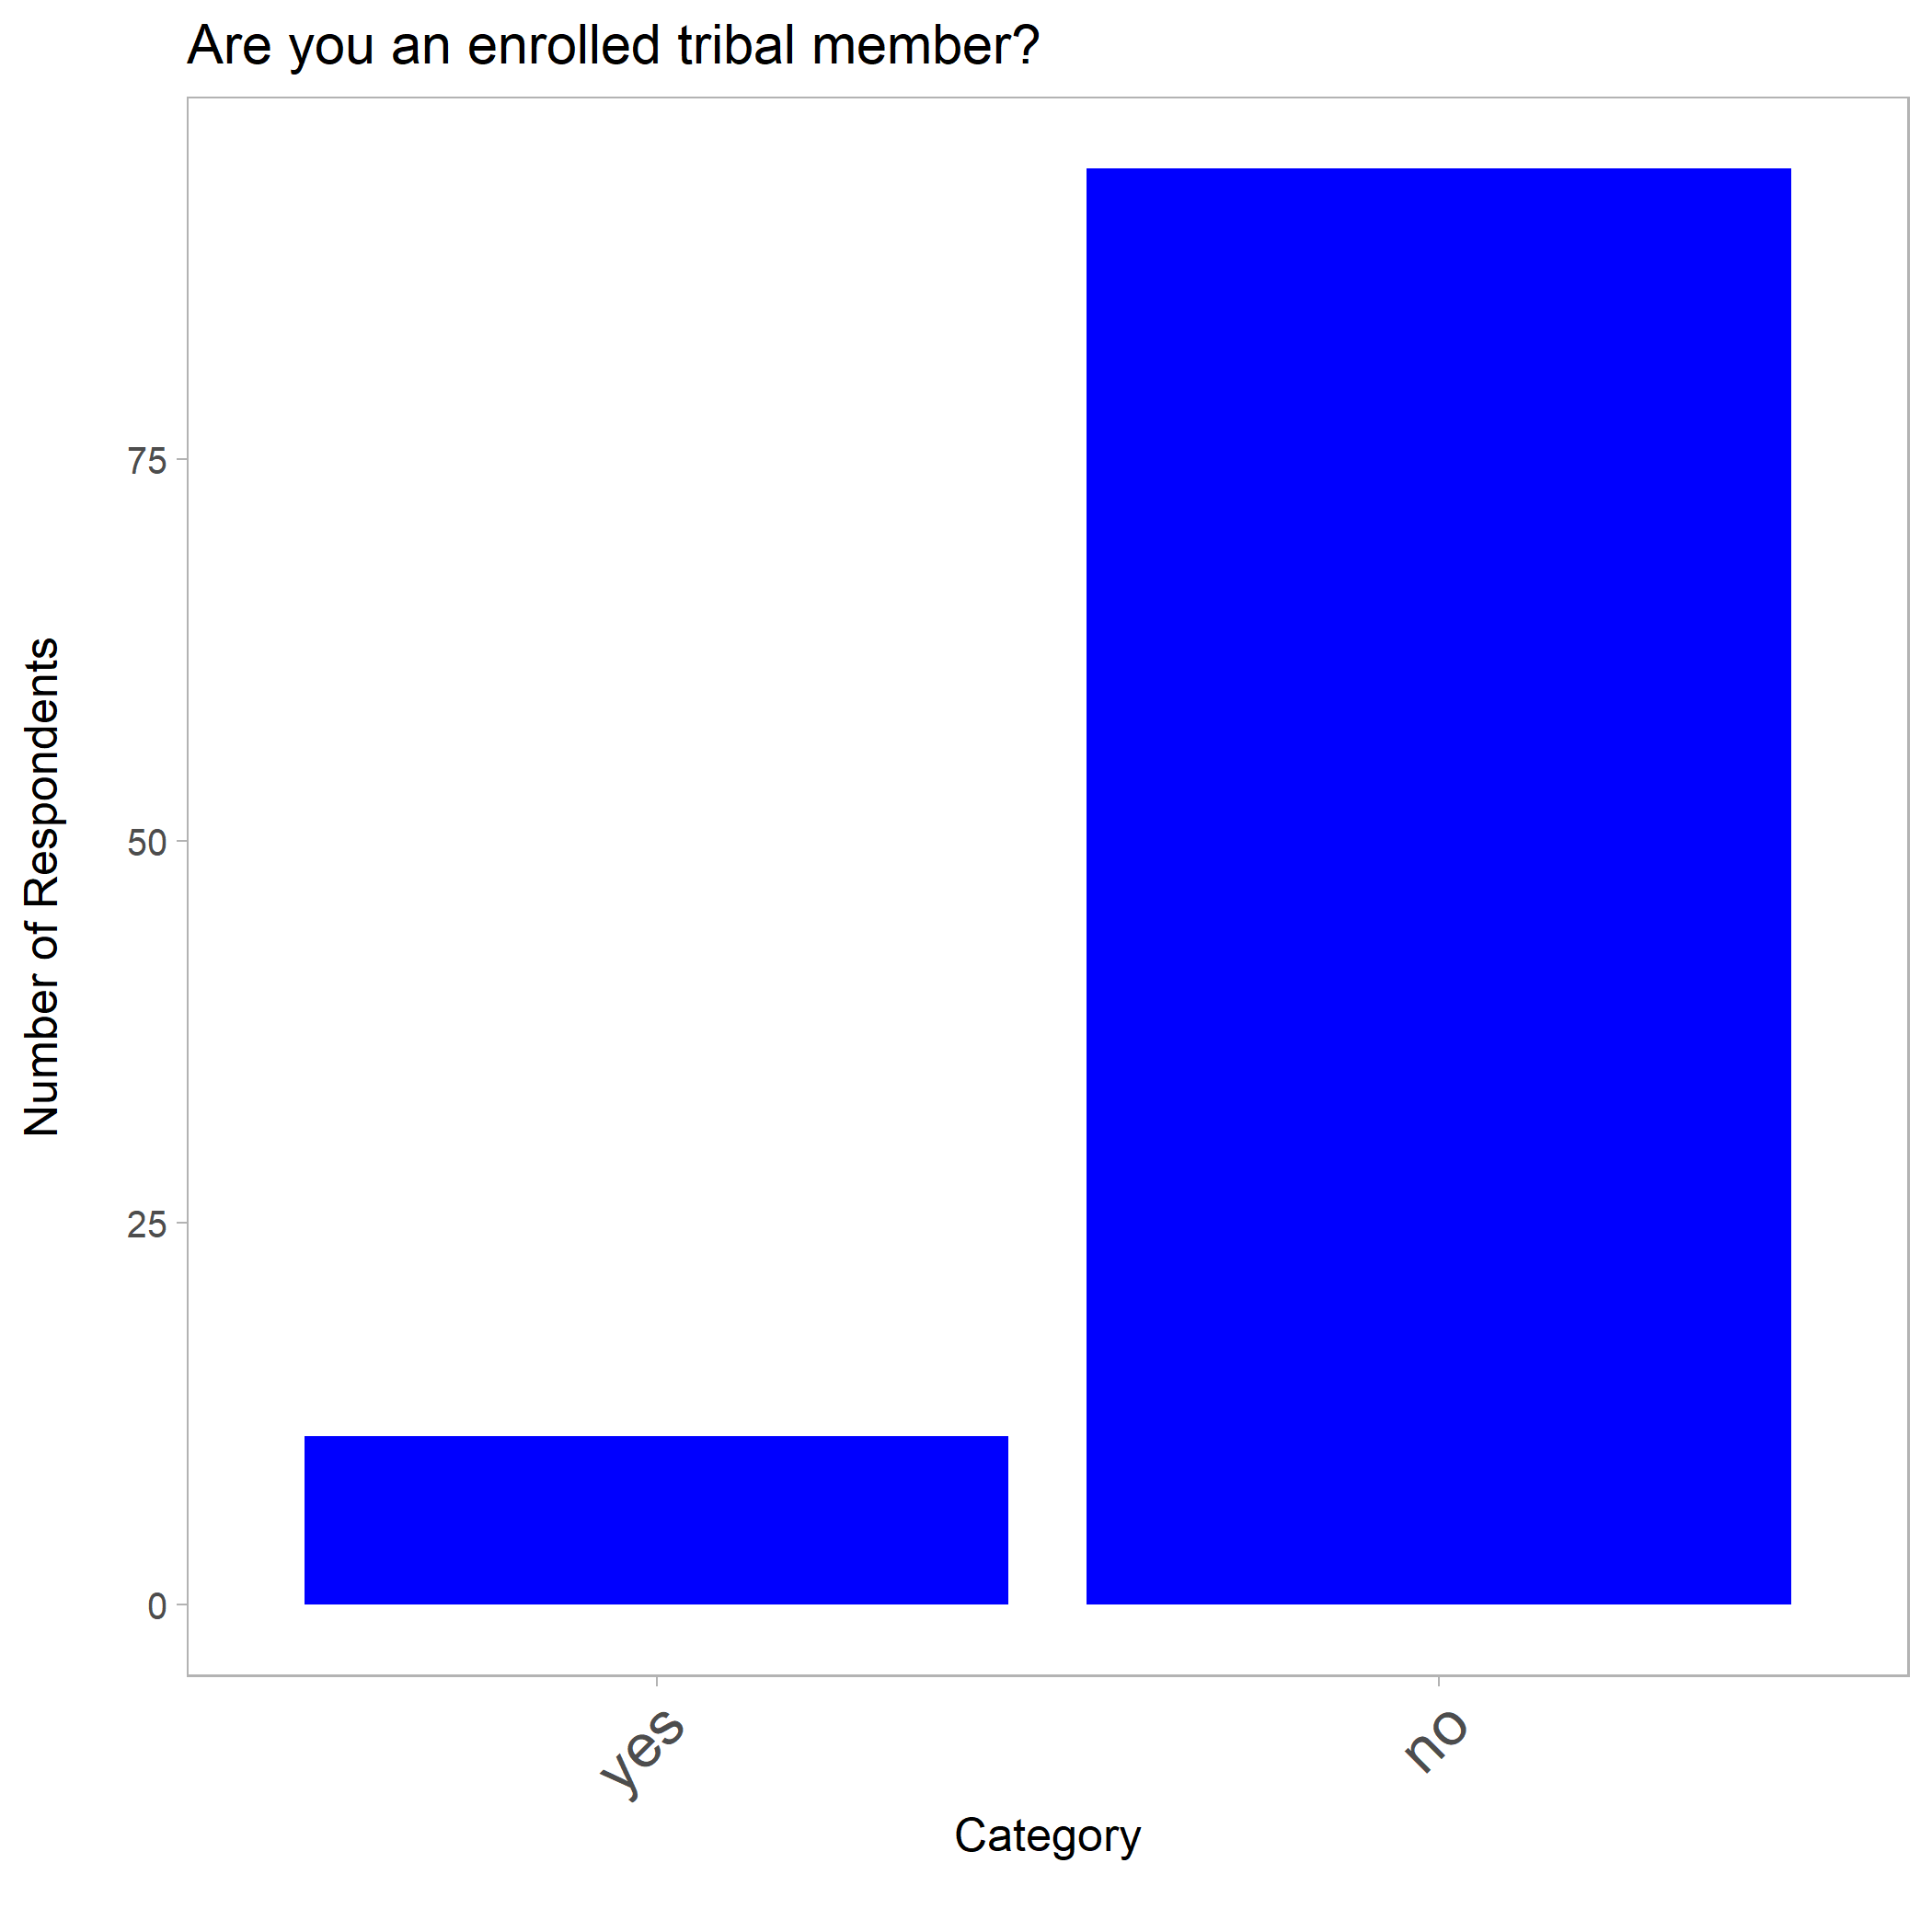 Are you an enrolled tribal member?
Number of Respondents
75
50
25
0
yes
no
Category